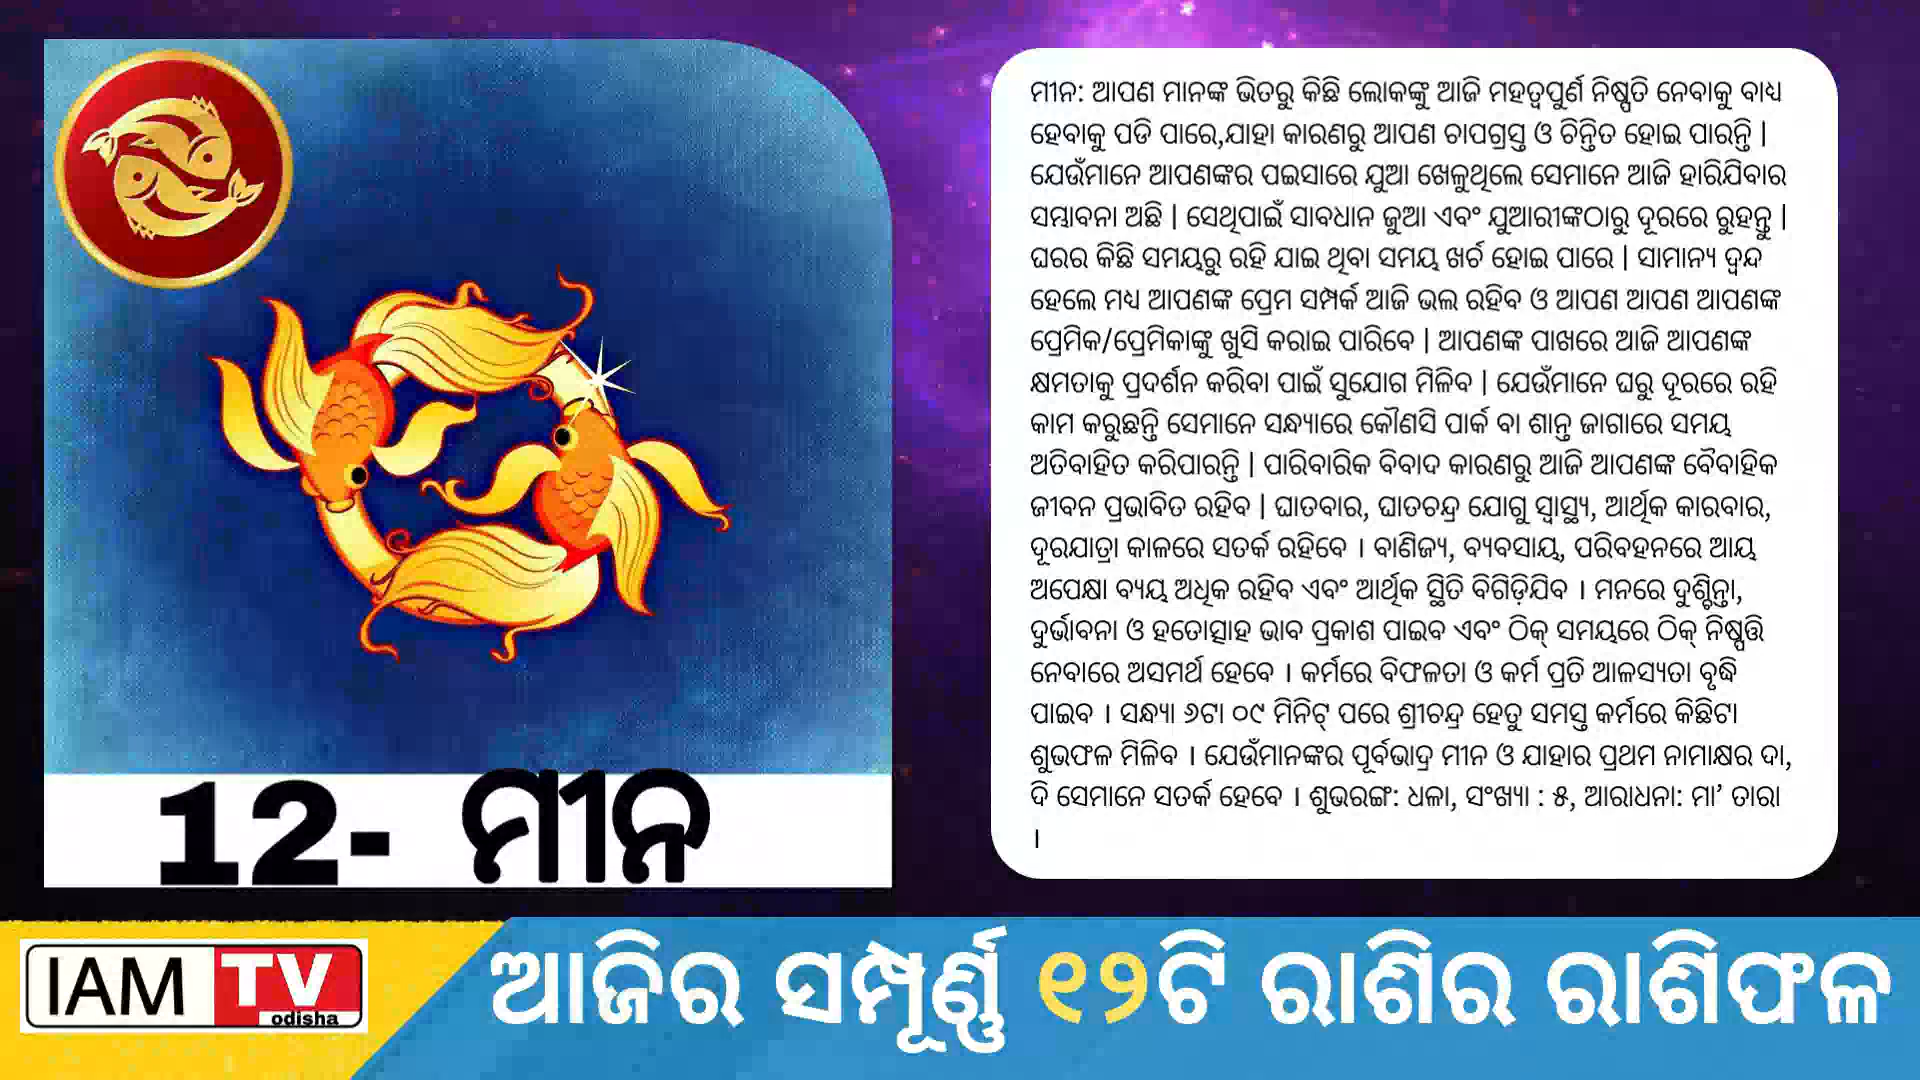 ମୀନ: ଆପଣ ମାନଙ୍କ ଭିତରୁ କିଛି ଲୋକଙ୍କୁ ଆଜି ମହତ୍ୱପୁର୍ଣ ନିଷ୍ପତି ନେବାକୁ ବାଧ
ହେବାକୁ ପଡି ପାରେ,ଯାହା କାରଣରୁ ଆପଣ ଚାପଗ୍ରସ୍ତ ଓ ଚିନ୍ତିତ ହୋଇ ପାରନ୍ତି |
ଯେଉଁମାନେ ଆପଣଙ୍କର ପଇସାରେ ଯୁଆ ଖେଳୁଥିଲେ ସେମାନେ ଆଜି ହାରିଯିବାର
ସମ୍ଭାବନା ଅଛି | ସେଥିପାଇଁ ସାବଧାନ ଜୁଆ ଏବଂ ଯୁଆରୀଙ୍କଠାରୁ ଦୂରରେ ରୁହନ୍ତୁ |
ଘରର କିଛି ସମୟରୁ ରହି ଯାଇ ଥିବା ସମୟ ଖର୍ଚ ହୋଇ ପାରେ | ସାମାନ୍ୟ ଦ୍ୱନ୍ଦ
ହେଲେ ମଧ୍ୟ ଆପଣଙ୍କ ପ୍ରେମ ସମ୍ପର୍କ ଆଜି ଭଲ ରହିବ ଓ ଆପଣ ଆପଣ ଆପଣଙ୍କ
ପ୍ରେମିକ/ପ୍ରେମିକାଙ୍କୁ ଖୁସି କରାଇ ପାରିବେ | ଆପଣଙ୍କ ପାଖରେ ଆଜି ଆପଣଙ୍କ
କ୍ଷମତାକୁ ପ୍ରଦର୍ଶନ କରିବା ପାଇଁ ସୁଯୋଗ ମିଳିବ | ଯେଉଁମାନେ ଘରୁ ଦୂରରେ ରହି
କାମ କରୁଛନ୍ତି ସେମାନେ ସନ୍ଧ୍ୟାରେ କୌଣସି ପାର୍କ ବା ଶାନ୍ତ ଜାଗାରେ ସମୟ
ଅତିବାହିତ କରିପାରନ୍ତି | ପାରିବାରିକ ବିବାଦ କାରଣରୁ ଆଜି ଆପଣଙ୍କ ବୈବାହିକ
ଜୀବନ ପ୍ରଭାବିତ ରହିବ | ଘାତବାର, ଘାତଚନ୍ଦ୍ର ଯୋଗୁ ସ୍ୱାସ୍ଥ୍ୟ, ଆର୍ଥିକ କାରବାର,
ଦୂରଯାତ୍ରା କାଳରେ ସତର୍କ ରହିବେ । ବାଣିଜ୍ୟ, ବ୍ୟବସାୟ, ପରିବହନରେ ଆୟ
ଅପେକ୍ଷା ବ୍ୟୟ ଅଧିକ ରହିବ ଏବଂ ଆର୍ଥିକ ସ୍ଥିତି ବିଗିଡ଼ିଯିବ । ମନରେ ଦୁଶ୍ଚିନ୍ତା,
ଦୁର୍ଭାବନା ଓ ହତୋତ୍ସାହ ଭାବ ପ୍ରକାଶ ପାଇବ ଏବଂ ଠିକ୍ ସମୟରେ ଠିକ୍ ନିଷ୍ପତ୍ତି
ନେବାରେ ଅସମର୍ଥ ହେବେ । କର୍ମରେ ବିଫଳତା ଓ କର୍ମ ପ୍ରତି ଆଳସ୍ୟତା ବୃଦ୍ଧି
ପାଇବ । ସନ୍ଧ୍ୟା ୬ଟା ୦୯ ମିନିଟ୍ ପରେ ଶ୍ରୀଚନ୍ଦ୍ର ହେତୁ ସମସ୍ତ କର୍ମରେ କିଛିଟା
ଶୁଭଫଳ ମିଳିବ । ଯେଉଁମାନଙ୍କର ପୂର୍ବଭାଦ୍ର ମୀନ ଓ ଯାହାର ପ୍ରଥମ ନାମାକ୍ଷର ଦା,
ଦି ସେମାନେ ସତର୍କ ହେବେ । ଶୁଭରଙ୍ଗ: ଧଳା, ସଂଖ୍ୟା : ୫, ଆରାଧନା: ମା’ ତାରା
।
12- ମୀନ
IAM TV
odisha
ଆଜିର ସମ୍ପୂର୍ଣ୍ଣ ୧୨ଟି ରାଶିର ରାଶିଫଳ